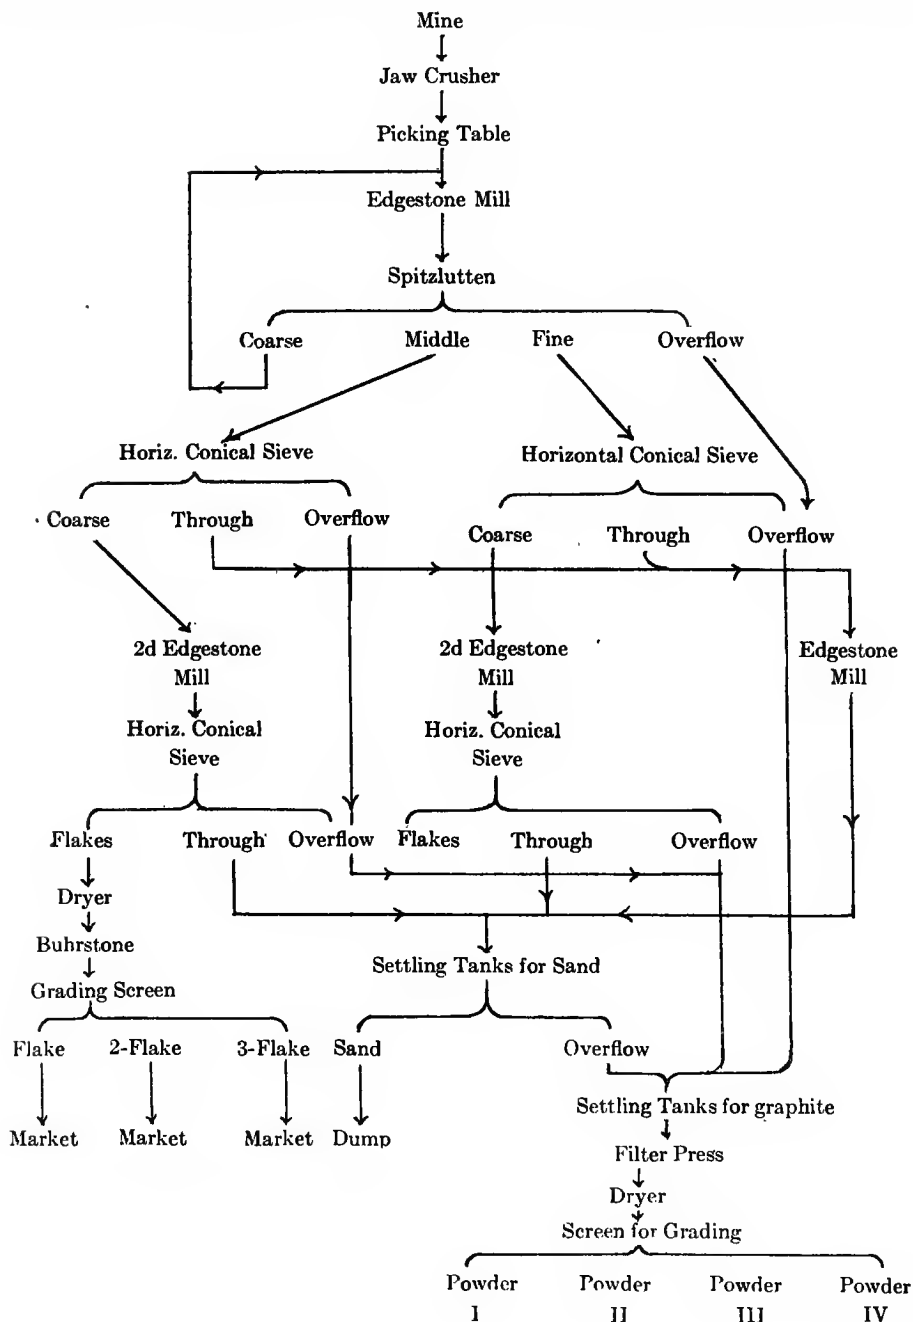 Mine
Jaw Crusher
Picking Table
Edgestone Mill
Spitzlutten
Coarse Middle Fine Overflow
Horiz. Conical Sieve Horizontal Conical Sieve
Coarse Through Overflow
Coarse Through Overflow
2d Edgestone
Mill
2d Edgestone
Mill
Edgestone
Mill
Horiz. Conical
Sieve
Horiz. Conical
Sieve
Flakes Through Overflow Flakes Through Overflow
Dryer
Buhrstone
Grading Screen
Settling Tanks for Sand
Flake 2-Flake 3-Flake Sand Overflow
Market Market Market Dump
Settling Tanks for graphite
Filter Press
Dryer
Screen for Grading
Powder Powder Powder Powder
I II III IV